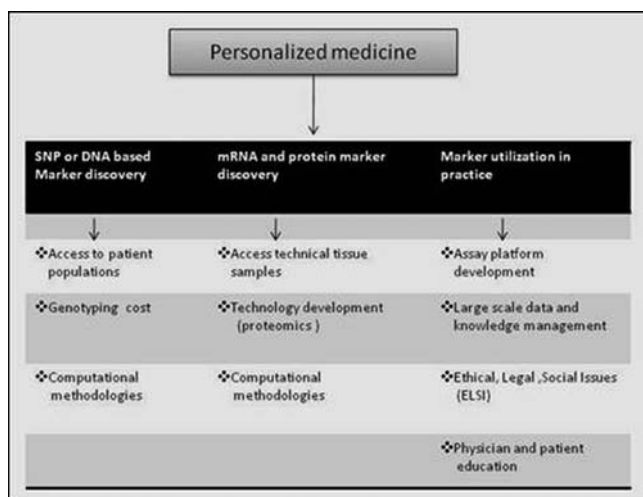 Personalized medicine
SNP or DNA based
Marker discovery
mRNA and protein marker
discovery
Marker utilization in
practice
❖Access to patient
populations
❖Access technical tissue
samples
❖Assay platform
development
❖Genotyping cost
❖Technology development
(proteomics )
❖Large scale data and
knowledge management
❖Computational
methodologies
❖Computational
methodologies
❖Ethical, Legal ,Social Issues
(ELSI)
❖Physician and patient
education